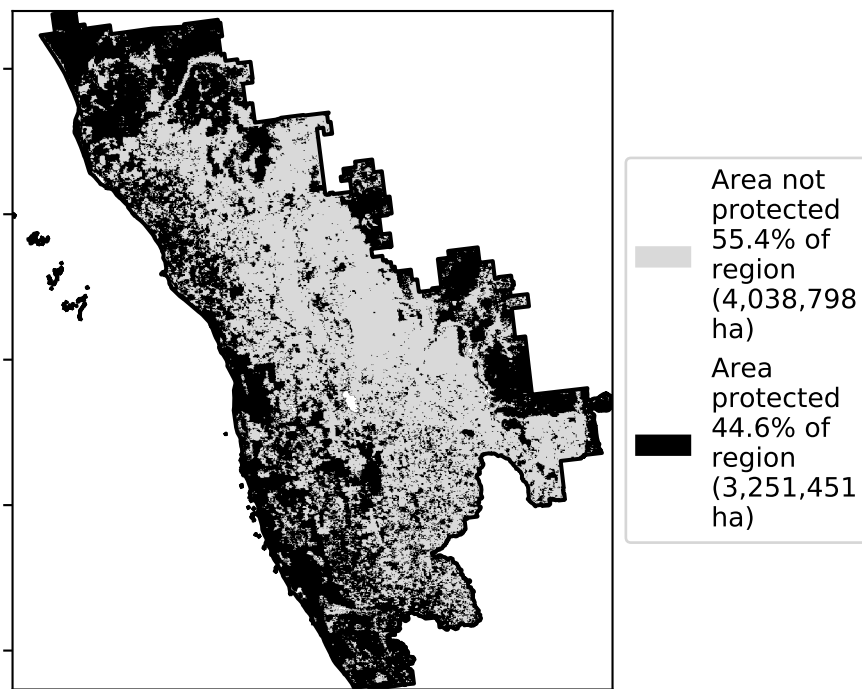 Area not
protected
55.4% of
region
(4,038,798
ha)
Area
protected
44.6% of
region
(3,251,451
ha)